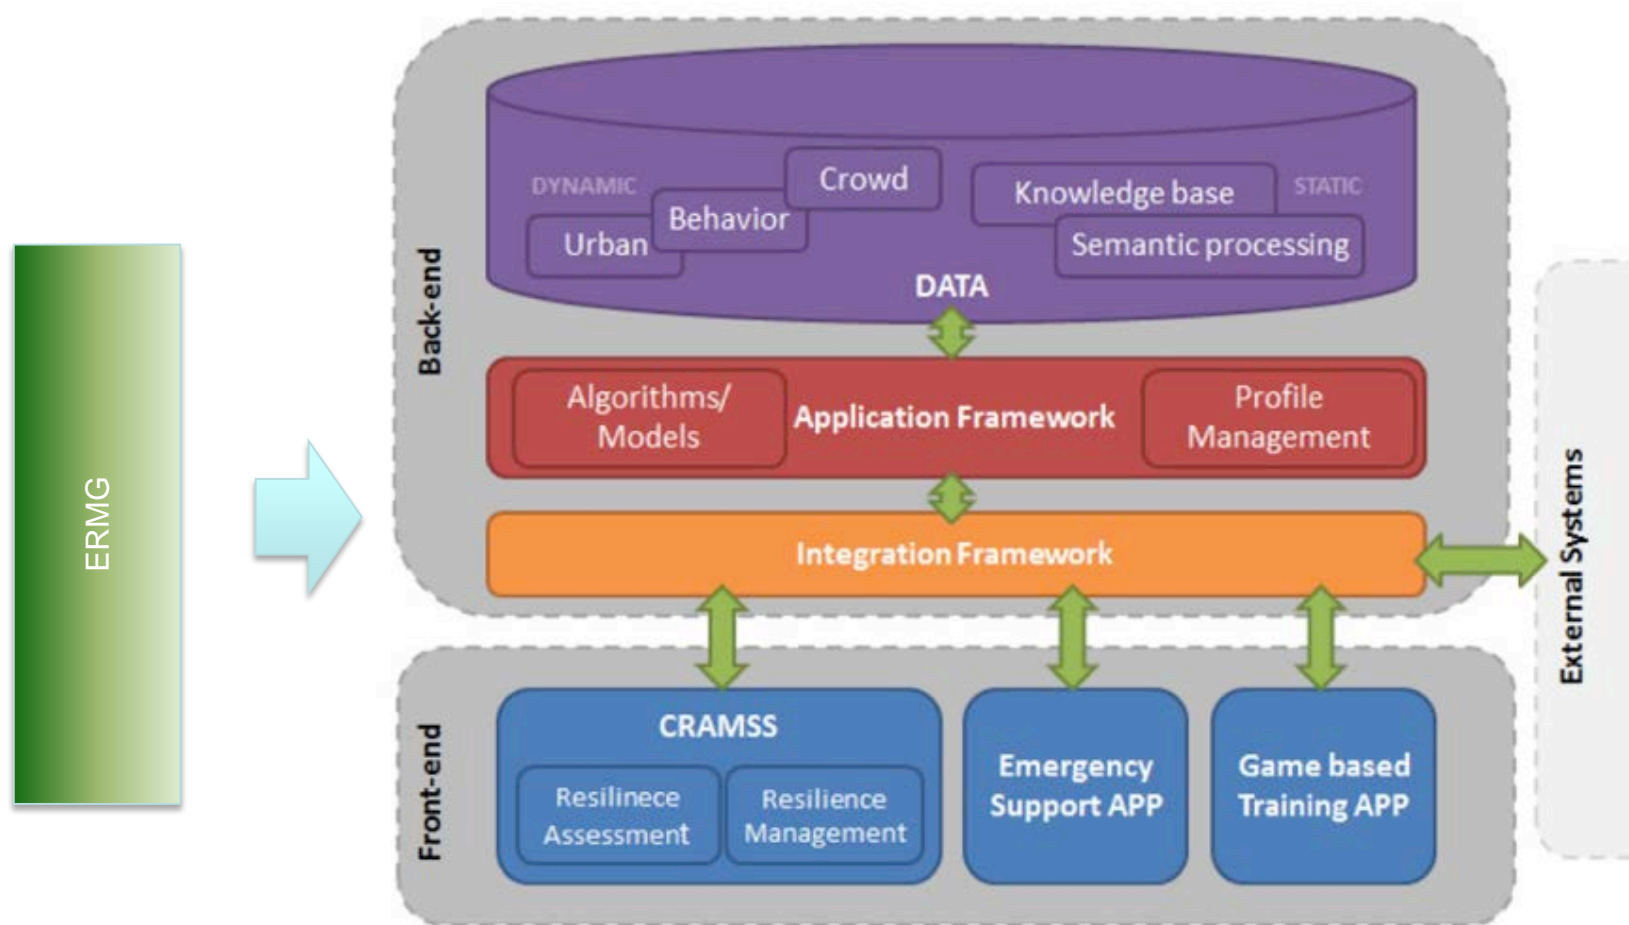 ERMG
Back-end
DYNAMIC
Urban
Behavior
Crowd
Knowledge base
STATIC
Semantic processing
DATA
Algorithms/
Models
Application Framework
Profile
Management
Integration Framework
External Systems
Front-end
CRAMSS
Resilinece
Assessment
Resilience
Management
Emergency
Support APP
Game based
Training APP